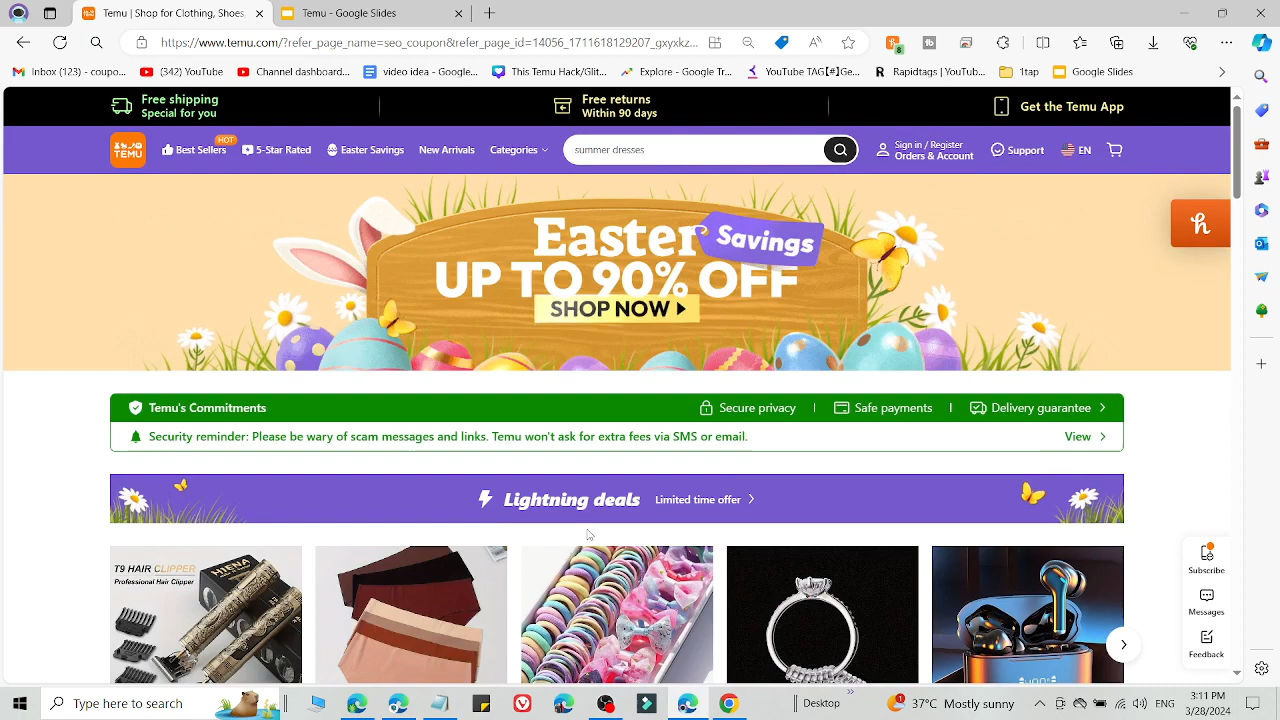 Temu | Shop for different
Temu - Google Slides
https://www.temu.com/?refer_page_name=seo_coupon&refer_page_id=14056_1711618129207_gxyxkz...
8
Inbox (123) - repo...
(342) YouTube
Channel dashboard...
video idea - Google...
This Temu Hack Giv...
Explore - Google Tr...
YouTube TAG[#]Ge...
Rapidtags | YouTub...
1tap
Google Slides
Free shipping
Special for you
Free returns
Within 90 days
Get the Temu App
TEMU
Best Sellers
HOT
5-Star Rated
Easter Savings
New Arrivals
Categories
summer dresses
Sign in / Register
Orders & Account
Support
EN
Easter Savings
UP TO 90% OFF
SHOP NOW
Temu's Commitments
Secure privacy
Safe payments
Delivery guarantee
Security reminder: Please be wary of scam messages and links. Temu won't ask for extra fees via SMS or email.
View
Lightning deals
Limited time offer
T9 HAIR CLIPPER
Professional Hair Clipper
HIENA
Subscribe
Messages
Feedback
Type here to search
Desktop
1
37°C Mostly sunny
ENG
3:11 PM
3/28/2024